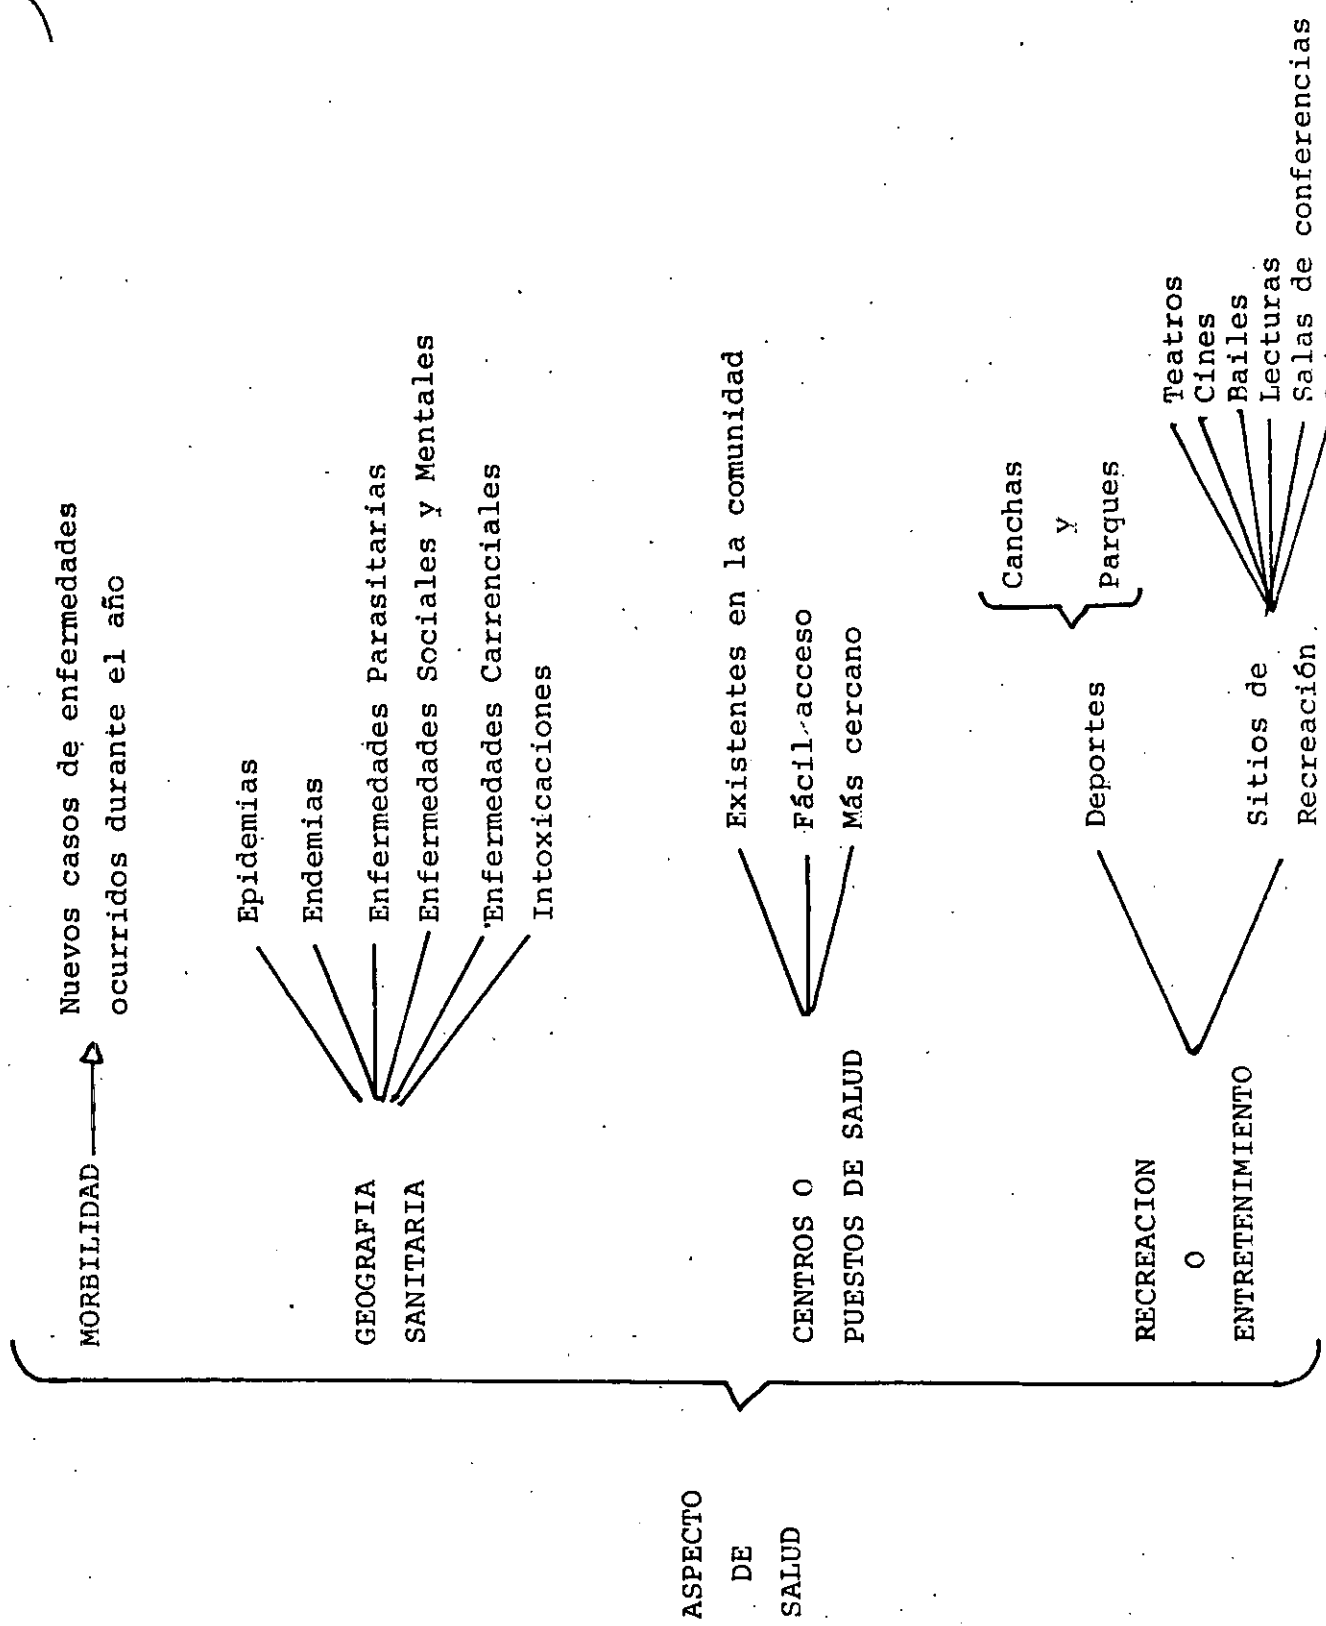 ASPECTO
DE
SALUD
MORBILIDAD
Nuevos casos de enfermedades
ocurridos durante el año
GEOGRAFIA
SANITARIA
Epidemias
Endemias
Enfermedades Parasitarias
Enfermedades Sociales y Mentales
Enfermedades Carrenciales
Intoxicaciones
CENTROS O
PUESTOS DE SALUD
Existentes en la comunidad
Fácil acceso
Más cercano
RECREACION
O
ENTRETENIMIENTO
Deportes
Canchas
y
Parques
Sitios de
Recreación
Teatros
Cines
Bailes
Lecturas
Salas de conferencias